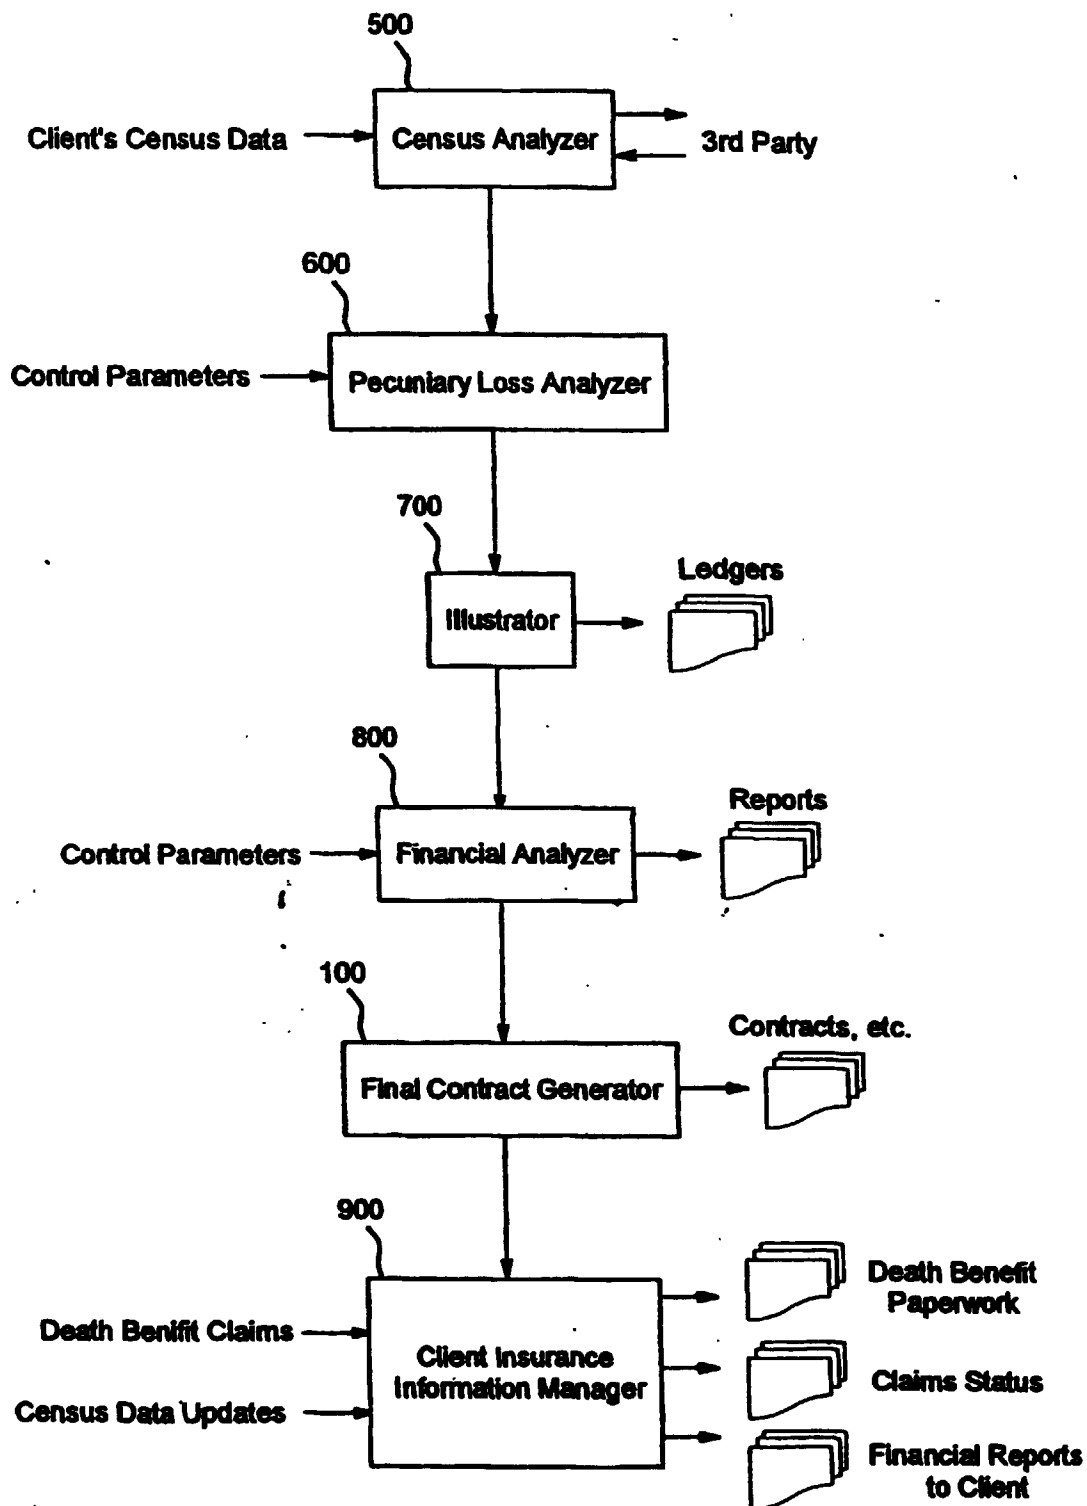 500
Client's Census Data
Census Analyzer
3rd Party
600
Control Parameters
Pecuniary Loss Analyzer
700
Illustrator
Ledgers
800
Control Parameters
Financial Analyzer
Reports
100
Final Contract Generator
Contracts, etc.
900
Death Benifit Claims
Census Data Updates
Client Insurance
Information Manager
Death Benefit
Paperwork
Claims Status
Financial Reports
to Client